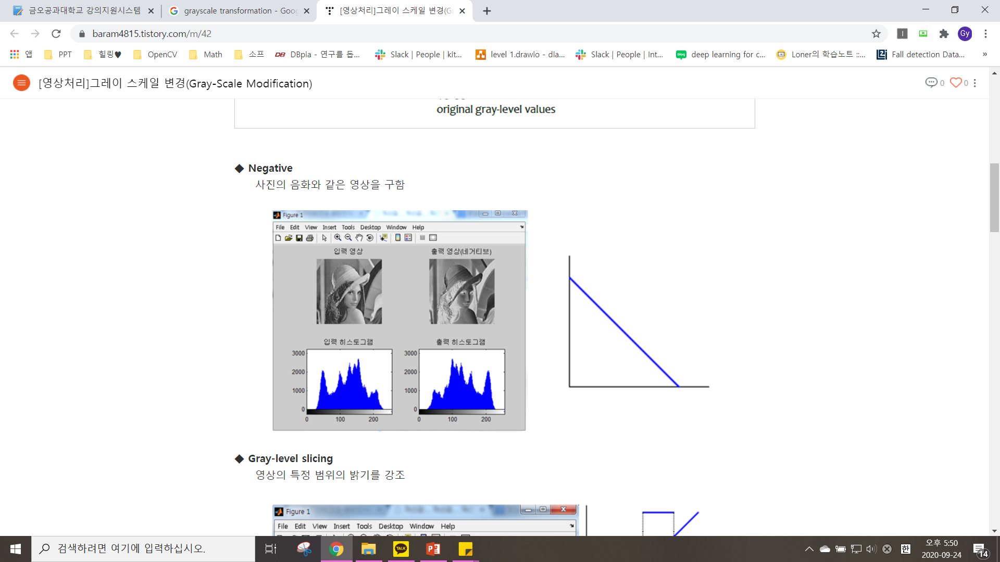 금오공과대학교 강의지원시스템
grayscale transformation - Goog
[영상처리]그레이 스케일 변경(Gr
baram4815.tistory.com/m/42
Gy
앱
PPT
힐링♥
OpenCV
Math
소프
DBpia - 연구를 돕...
Slack | People | kit...
level 1.drawio - dia...
Slack | People | Int...
deep learning for c...
Loner의 학습노트 ::...
Fall detection Data...
»
[영상처리]그레이 스케일 변경(Gray-Scale Modification)
0
0
original gray-level values
◆ Negative
사진의 음화와 같은 영상을 구함
Figure 1
File Edit View Insert Tools Desktop Window Help
입력 영상
출력 영상(네거티브)
입력 히스토그램
출력 히스토그램
3000
2000
1000
0
0 100 200
3000
2000
1000
0
0 100 200
◆ Gray-level slicing
영상의 특정 범위의 밝기를 강조
Figure 1
File Edit View Insert Tools Desktop Window Help
검색하려면 여기에 입력하십시오.
TALK
한
오후 5:50
2020-09-24
14